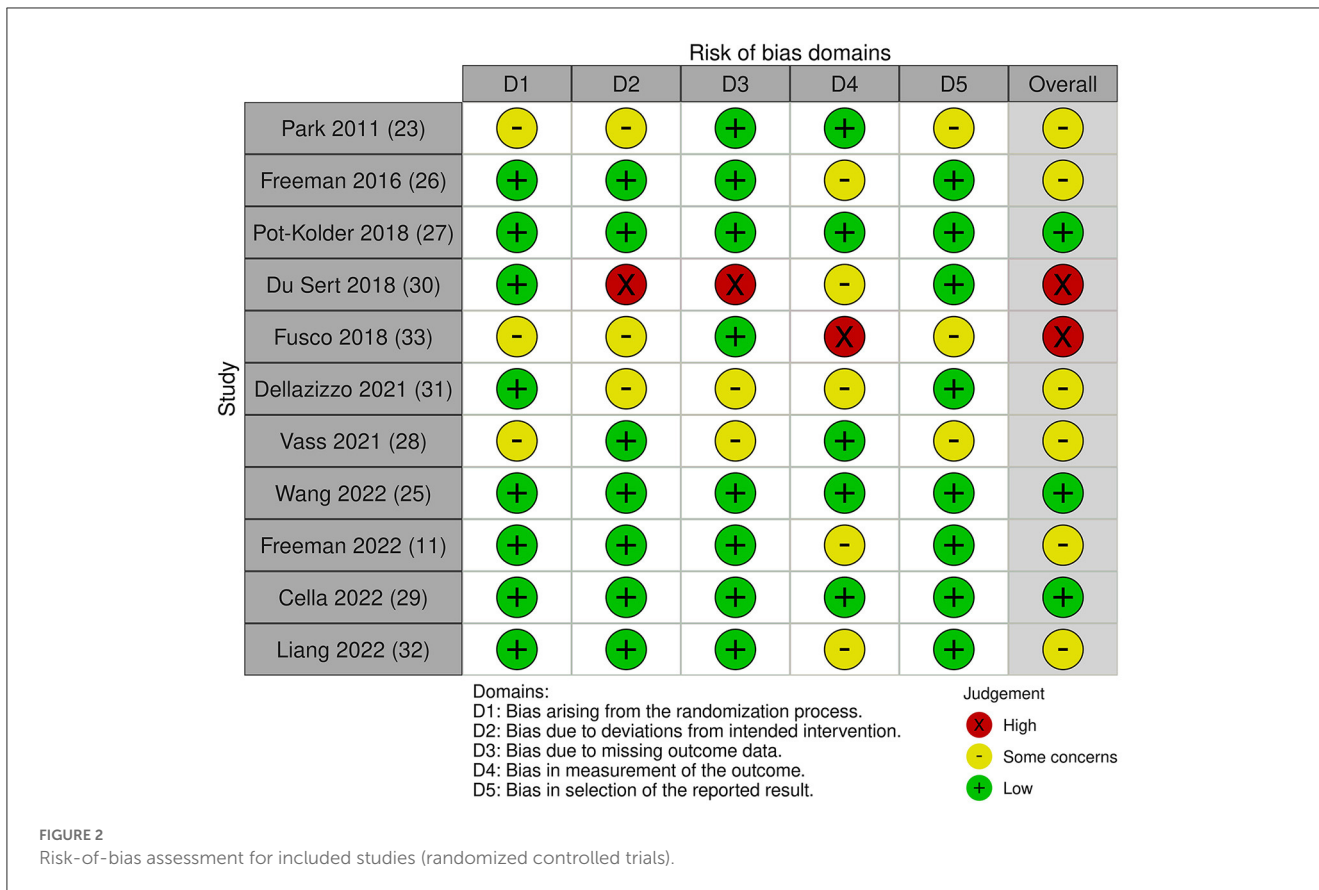 Risk of bias domains
D1 D2 D3 D4 D5 Overall
Study
Park 2011 (23) - - + + - -
Freeman 2016 (26) + + + - + -
Pot-Kolder 2018 (27) + + + + + +
Du Sert 2018 (30) + X X - + X
Fusco 2018 (33) - - + X - X
Dellazizzo 2021 (31) + - - - + -
Vass 2021 (28) - + - + - -
Wang 2022 (25) + + + + + +
Freeman 2022 (11) + + + - + -
Cella 2022 (29) + + + + + +
Liang 2022 (32) + + + - + -
Domains:
D1: Bias arising from the randomization process.
D2: Bias due to deviations from intended intervention.
D3: Bias due to missing outcome data.
D4: Bias in measurement of the outcome.
D5: Bias in selection of the reported result.
Judgement
X High
- Some concerns
+ Low
FIGURE 2
Risk-of-bias assessment for included studies (randomized controlled trials).